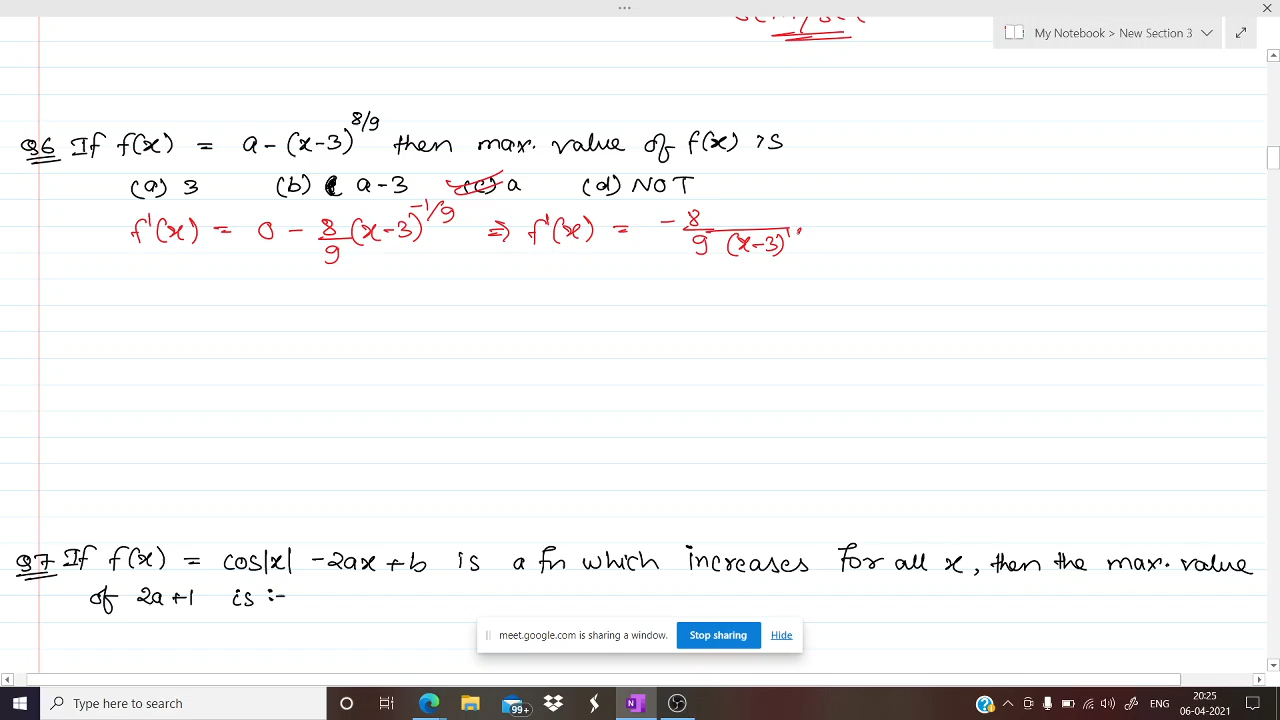 My Notebook > New Section 3
Q6 If f(x) = a-(x-3)^8/9 then max. value of f(x) is
(a) 3 (b) a-3 (c) a (d) NOT
f'(x) = 0 - 8/9 (x-3)^-1/9 ⇒ f'(x) = -8/9 (x-3)^1
Q7 If f(x) = cos|x| -2ax+b is a fn which increases for all x, then the max. value
of 2a+1 is :-
meet.google.com is sharing a window. Stop sharing Hide
Type here to search
99+
ENG
20:25
06-04-2021